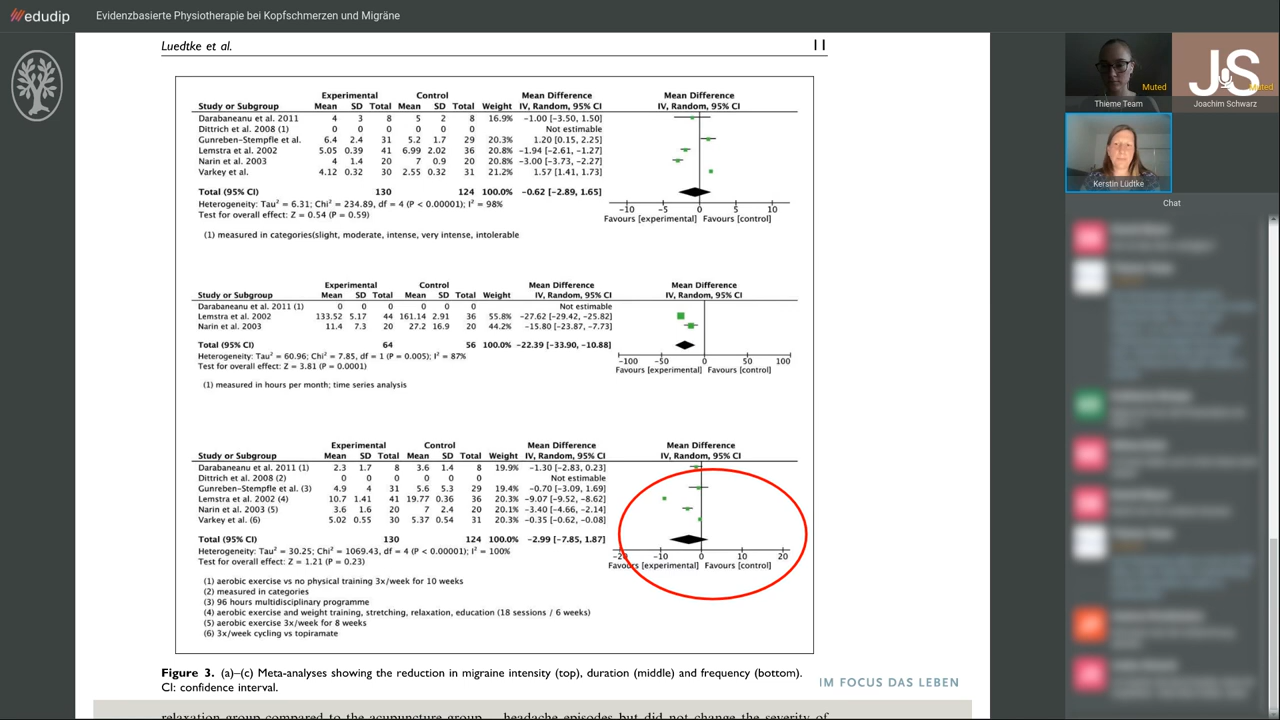 edudip
Evidenzbasierte Physiotherapie bei Kopfschmerzen und Migräne
Luedtke et al.
11
Experimental Control Mean Difference Mean Difference
Study or Subgroup Mean SD Total Mean SD Total Weight IV, Random, 95% CI IV, Random, 95% CI
Darabaneanu et al. 2011 4 3 8 5 2 8 16.9% −1.00 [−3.50, 1.50]
Dittrich et al. 2008 (1) 0 0 0 0 0 0 Not estimable
Gunreben-Stempfle et al. 6.4 2.4 31 5.2 1.7 29 20.3% 1.20 [0.15, 2.25]
Lemstra et al. 2002 5.05 0.39 41 6.99 2.02 36 20.8% −1.94 [−2.61, −1.27]
Narin et al. 2003 4 1.4 20 7 0.9 20 20.8% −3.00 [−3.73, −2.27]
Varkey et al. 4.12 0.32 30 2.55 0.32 31 21.2% 1.57 [1.41, 1.73]
Total (95% CI) 130 124 100.0% −0.62 [−2.89, 1.65]
Heterogeneity: Tau² = 6.31; Chi² = 234.89, df = 4 (P < 0.00001); I² = 98%
Test for overall effect: Z = 0.54 (P = 0.59)
−10 −5 0 5 10
Favours [experimental] Favours [control]
(1) measured in categories(slight, moderate, intense, very intense, intolerable
Experimental Control Mean Difference Mean Difference
Study or Subgroup Mean SD Total Mean SD Total Weight IV, Random, 95% CI IV, Random, 95% CI
Darabaneanu et al. 2011 (1) 0 0 0 0 0 0 Not estimable
Lemstra et al. 2002 133.52 5.17 44 161.14 2.91 36 55.8% −27.62 [−29.42, −25.82]
Narin et al. 2003 11.4 7.3 20 27.2 16.9 20 44.2% −15.80 [−23.87, −7.73]
Total (95% CI) 64 56 100.0% −22.39 [−33.90, −10.88]
Heterogeneity: Tau² = 60.96; Chi² = 7.85, df = 1 (P = 0.005); I² = 87%
Test for overall effect: Z = 3.81 (P = 0.0001)
−100 −50 0 50 100
Favours [experimental] Favours [control]
(1) measured in hours per month; time series analysis
Experimental Control Mean Difference Mean Difference
Study or Subgroup Mean SD Total Mean SD Total Weight IV, Random, 95% CI IV, Random, 95% CI
Darabaneanu et al. 2011 (1) 2.3 1.7 8 3.6 1.4 8 19.9% −1.30 [−2.83, 0.23]
Dittrich et al. 2008 (2) 0 0 0 0 0 0 Not estimable
Gunreben-Stempfle et al. (3) 4.9 4 31 5.6 5.3 29 19.4% −0.70 [−3.09, 1.69]
Lemstra et al. 2002 (4) 10.7 1.41 41 19.77 0.36 36 20.3% −9.07 [−9.52, −8.62]
Narin et al. 2003 (5) 3.6 1.6 20 7 2.4 20 20.1% −3.40 [−4.66, −2.14]
Varkey et al. (6) 5.02 0.55 30 5.37 0.54 31 20.3% −0.35 [−0.62, −0.08]
Total (95% CI) 130 124 100.0% −2.99 [−7.85, 1.87]
Heterogeneity: Tau² = 30.25; Chi² = 1069.43, df = 4 (P < 0.00001); I² = 100%
Test for overall effect: Z = 1.21 (P = 0.23)
−20 −10 0 10 20
Favours [experimental] Favours [control]
(1) aerobic exercise vs no physical training 3x/week for 10 weeks
(2) measured in categories
(3) 96 hours multidisciplinary programme
(4) aerobic exercise and weight training, stretching, relaxation, education (18 sessions / 6 weeks)
(5) aerobic exercise 3x/week for 8 weeks
(6) 3x/week cycling vs topiramate
Figure 3. (a)–(c) Meta-analyses showing the reduction in migraine intensity (top), duration (middle) and frequency (bottom).
CI: confidence interval.
IM FOCUS DAS LEBEN
relaxation group compared to the acupuncture group
headache episodes but did not change the severity of
Muted
Thieme Team
JS
Muted
Joachim Schwarz
Kerstin Lüdtke
Chat